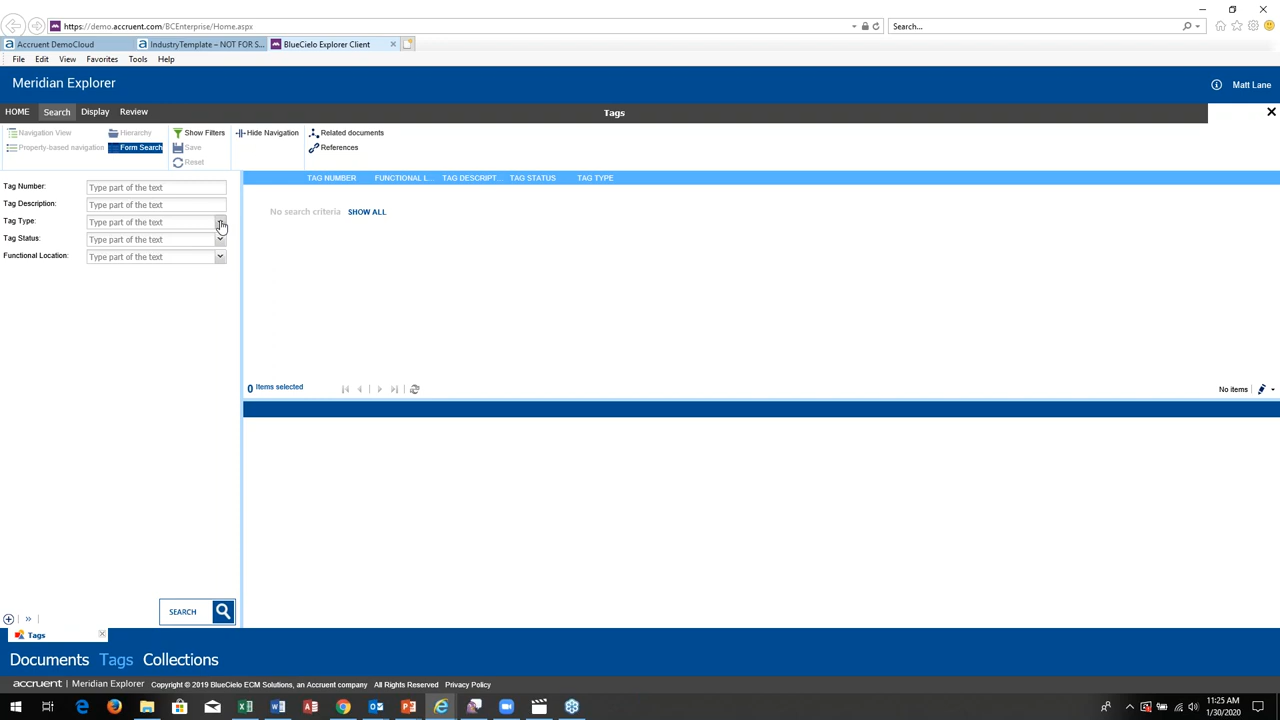 https://demo.accruent.com/BCEnterprise/Home.aspx
Search...
Accruent DemoCloud
IndustryTemplate – NOT FOR S...
BlueCielo Explorer Client
File Edit View Favorites Tools Help
Meridian Explorer
Matt Lane
HOME Search Display Review
Tags
Navigation View
Hierarchy
Show Filters
Hide Navigation
Related documents
Property-based navigation
Form Search
Save
References
Reset
TAG NUMBER FUNCTIONAL L... TAG DESCRIPT... TAG STATUS TAG TYPE
Tag Number: Type part of the text
Tag Description: Type part of the text
Tag Type: Type part of the text
Tag Status: Type part of the text
Functional Location: Type part of the text
No search criteria SHOW ALL
0 Items selected
No items
SEARCH
Tags
Documents Tags Collections
accruent | Meridian Explorer Copyright © 2019 BlueCielo ECM Solutions, an Accruent company All Rights Reserved Privacy Policy
11:25 AM
1/30/2020